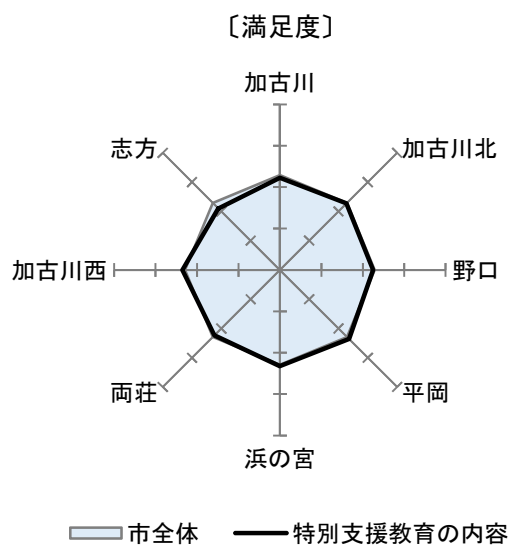 〔満足度〕
加古川
志方
加古川北
加古川西
野口
両荘
平岡
浜の宮
市全体
特別支援教育の内容